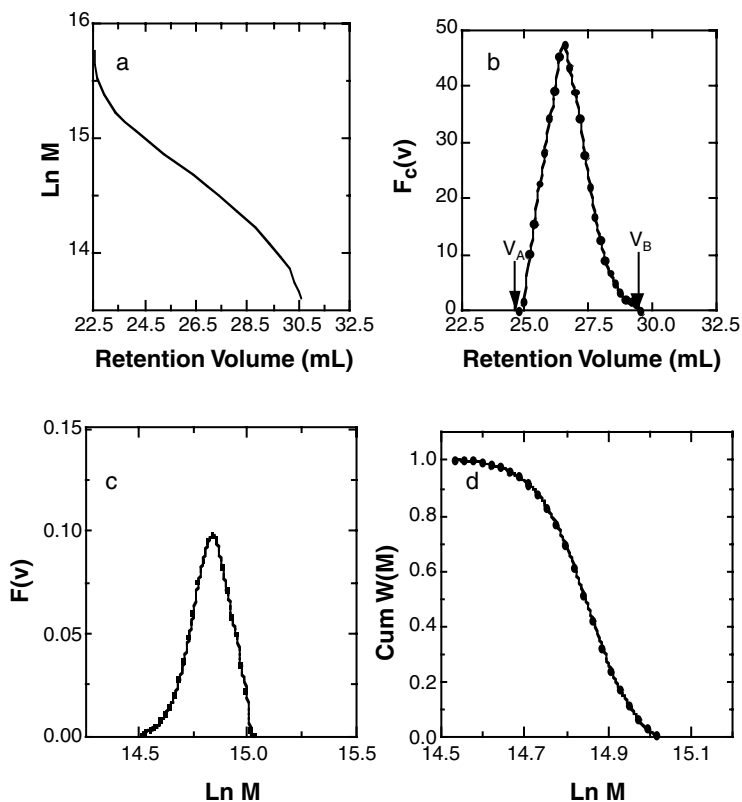 a
16
15
14
Ln M
22.5 24.5 26.5 28.5 30.5 32.5
Retention Volume (mL)
b
50
40
30
20
10
0
F_c(v)
V_A
V_B
22.5 25.0 27.5 30.0 32.5
Retention Volume (mL)
c
0.15
0.10
0.05
0.00
F(v)
14.5 15.0 15.5
Ln M
d
1.0
0.8
0.6
0.4
0.2
0.0
Cum W(M)
14.5 14.7 14.9 15.1
Ln M